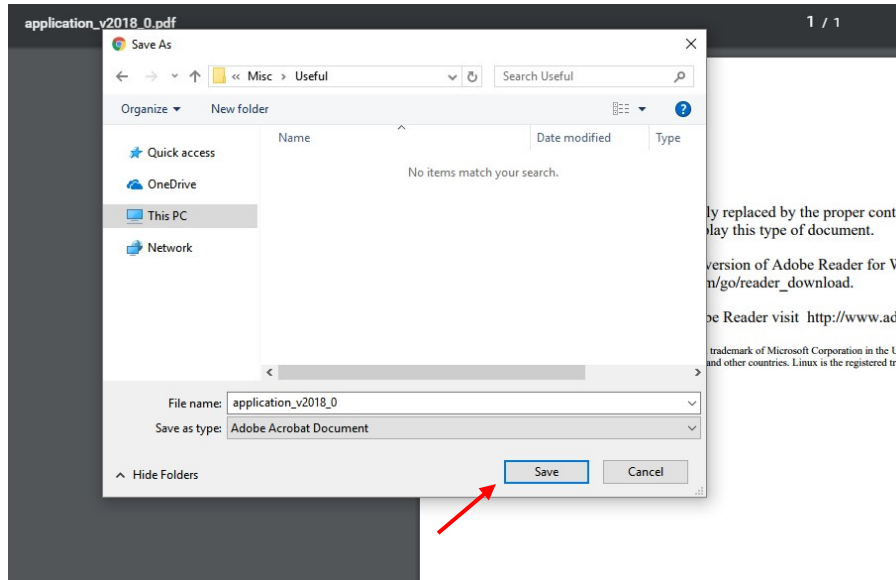 application_v2018_0.pdf
1 / 1
Save As
« Misc > Useful
Search Useful
Organize
New folder
Name
Date modified
Type
Quick access
No items match your search.
OneDrive
This PC
Network
ly replaced by the proper cont
play this type of document.
version of Adobe Reader for W
m/go/reader_download.
be Reader visit http://www.ad
trademark of Microsoft Corporation in the U
and other countries. Linux is the registered tr
File name: application_v2018_0
Save as type: Adobe Acrobat Document
Hide Folders
Save
Cancel